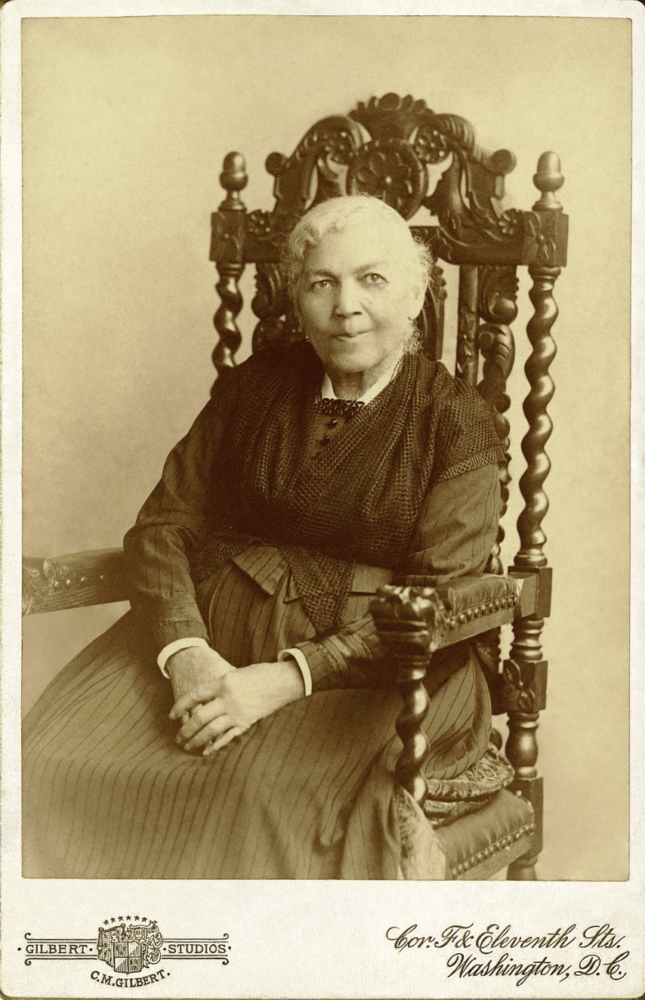 · GILBERT · STUDIOS ·
C. M. GILBERT.
Cor. F & Eleventh Sts.
Washington, D. C.